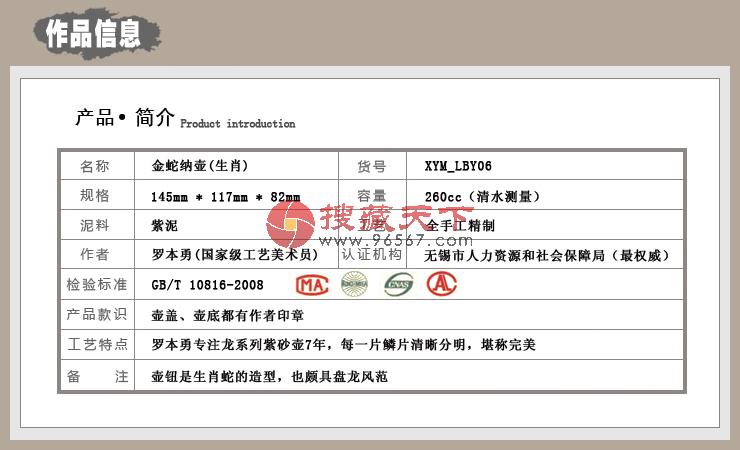 作品信息
产品•简介 Product introduction
名称 金蛇纳壶(生肖) 货号 XYM_LBY06
规格 145mm * 117mm * 82mm 容量 260cc（清水测量）
泥料 紫泥 全手工精制
搜藏天下
www.96567.com
作者 罗本勇(国家级工艺美术员) 认证机构 无锡市人力资源和社会保障局（最权威）
检验标准 GB/T 10816-2008 MA CNAS AL
产品款识 壶盖、壶底都有作者印章
工艺特点 罗本勇专注龙系列紫砂壶7年，每一片鳞片清晰分明，堪称完美
备 注 壶钮是生肖蛇的造型，也颇具盘龙风范